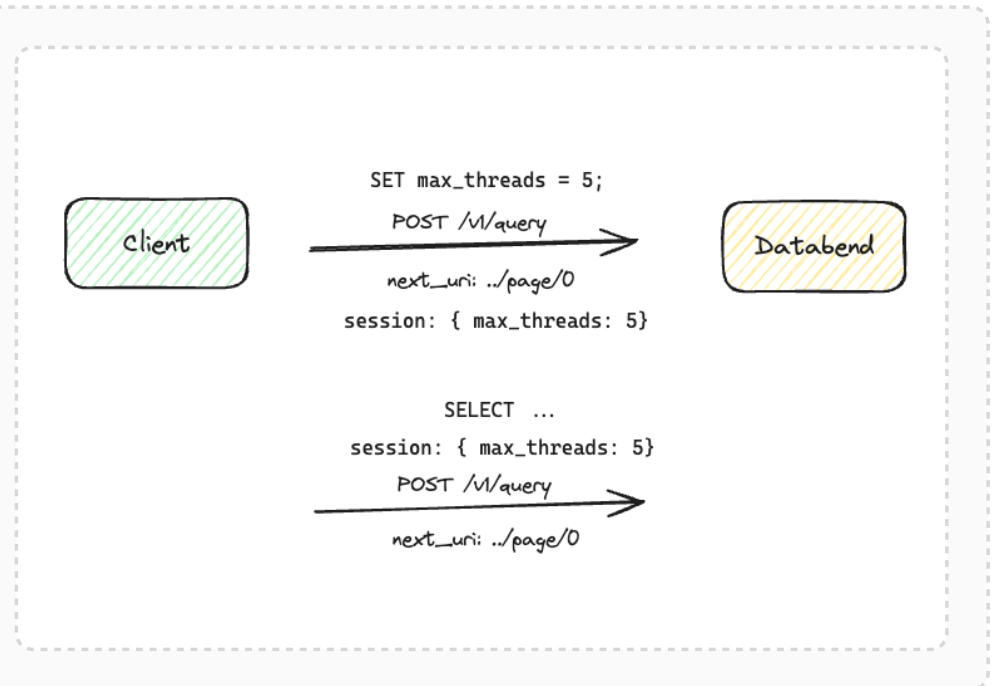 SET max_threads = 5;
POST /v1/query
Client
Databend
next_uri: ../page/0
session: { max_threads: 5}
SELECT ...
session: { max_threads: 5}
POST /v1/query
next_uri: ../page/0